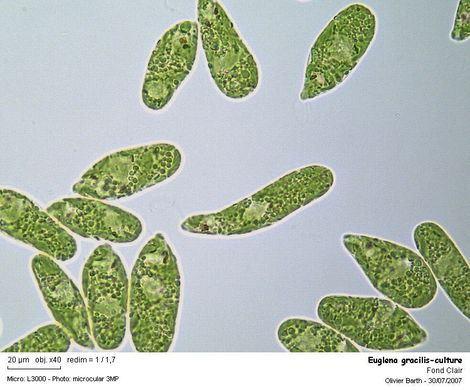 20 µm obj. x40 redim = 1 / 1,7
Micro: L3000 - Photo: microcular 3MP
Euglena gracilis-culture
Fond Clair
Olivier Barth - 30/07/2007